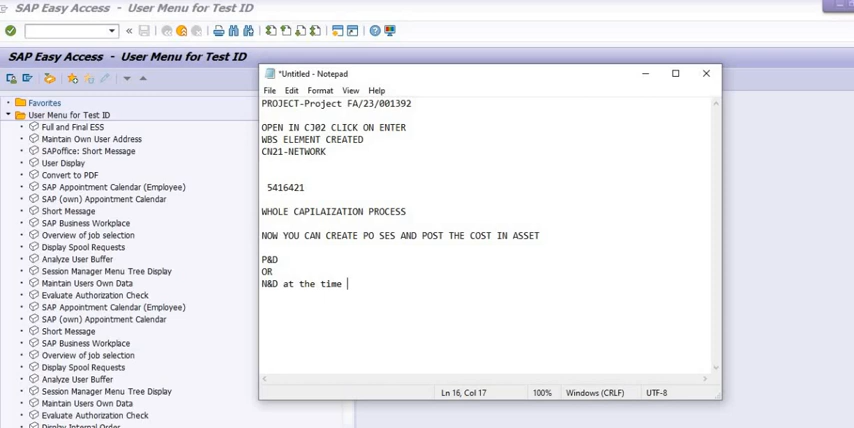 SAP Easy Access - User Menu for Test ID
SAP Easy Access - User Menu for Test ID
Favorites
User Menu for Test ID
Full and Final ESS
Maintain Own User Address
SAPoffice: Short Message
User Display
Convert to PDF
SAP Appointment Calendar (Employee)
SAP (own) Appointment Calendar
Short Message
SAP Business Workplace
Overview of job selection
Display Spool Requests
Analyze User Buffer
Session Manager Menu Tree Display
Maintain Users Own Data
Evaluate Authorization Check
SAP Appointment Calendar (Employee)
SAP (own) Appointment Calendar
Short Message
SAP Business Workplace
Overview of job selection
Display Spool Requests
Analyze User Buffer
Session Manager Menu Tree Display
Maintain Users Own Data
Evaluate Authorization Check
Display Internal Order
*Untitled - Notepad
File Edit Format View Help
PROJECT-Project FA/23/001392
OPEN IN CJ02 CLICK ON ENTER
WBS ELEMENT CREATED
CN21-NETWORK
5416421
WHOLE CAPILAIZATION PROCESS
NOW YOU CAN CREATE PO SES AND POST THE COST IN ASSET
P&D
OR
N&D at the time
Ln 16, Col 17 100% Windows (CRLF) UTF-8